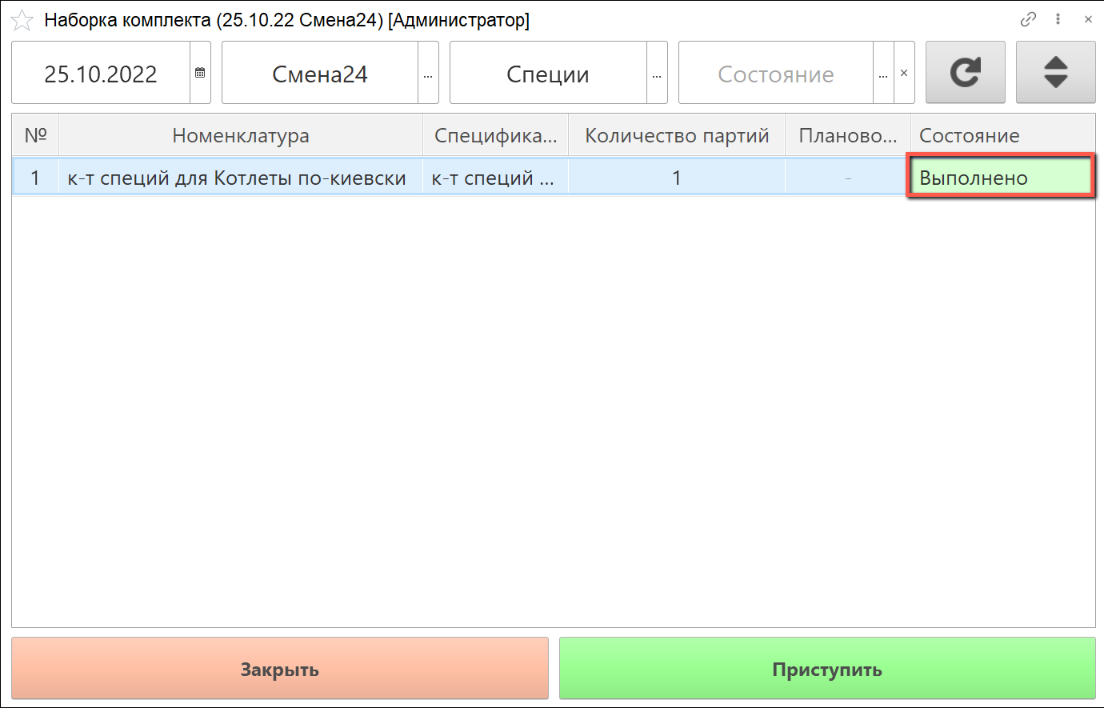 Наборка комплекта (25.10.22 Смена24) [Администратор]
25.10.2022 Смена24 ... Специи ... Состояние ... ×
№ Номенклатура Специфика... Количество партий Планово... Состояние
1 к-т специй для Котлеты по-киевски к-т специй ... 1 - Выполнено
Закрыть Приступить